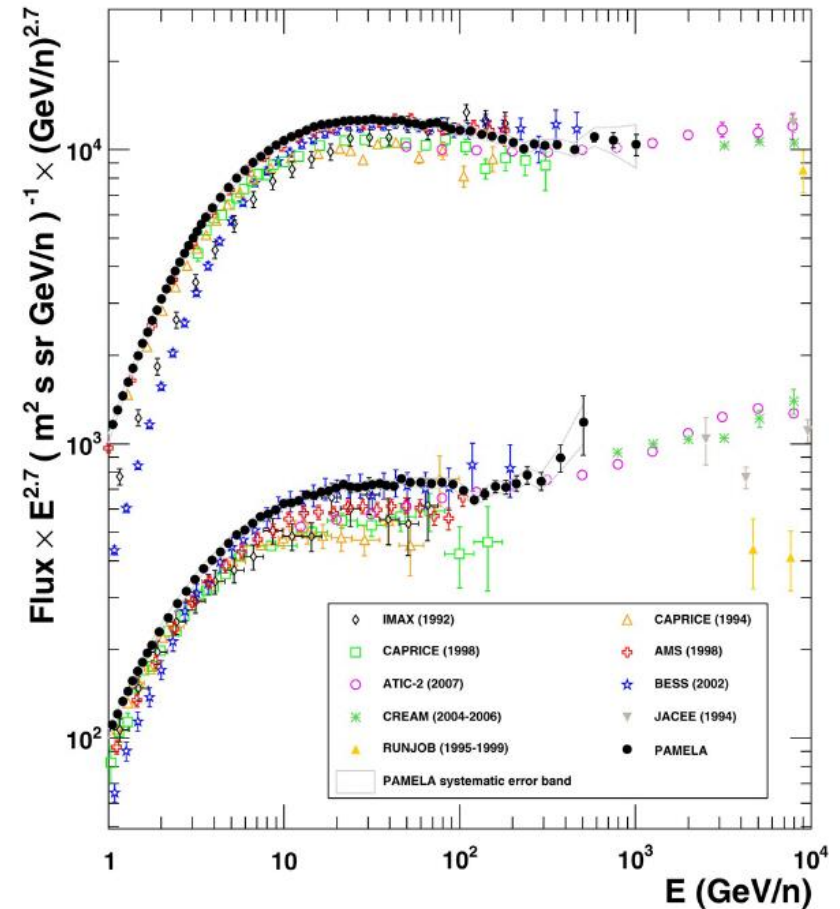 Flux × E^2.7 ( m^2 s sr GeV/n )^-1 × (GeV/n)^2.7
10^4
10^3
10^2
IMAX (1992)
CAPRICE (1994)
CAPRICE (1998)
AMS (1998)
ATIC-2 (2007)
BESS (2002)
CREAM (2004-2006)
JACEE (1994)
RUNJOB (1995-1999)
PAMELA
PAMELA systematic error band
1
10
10^2
10^3
10^4
E (GeV/n)